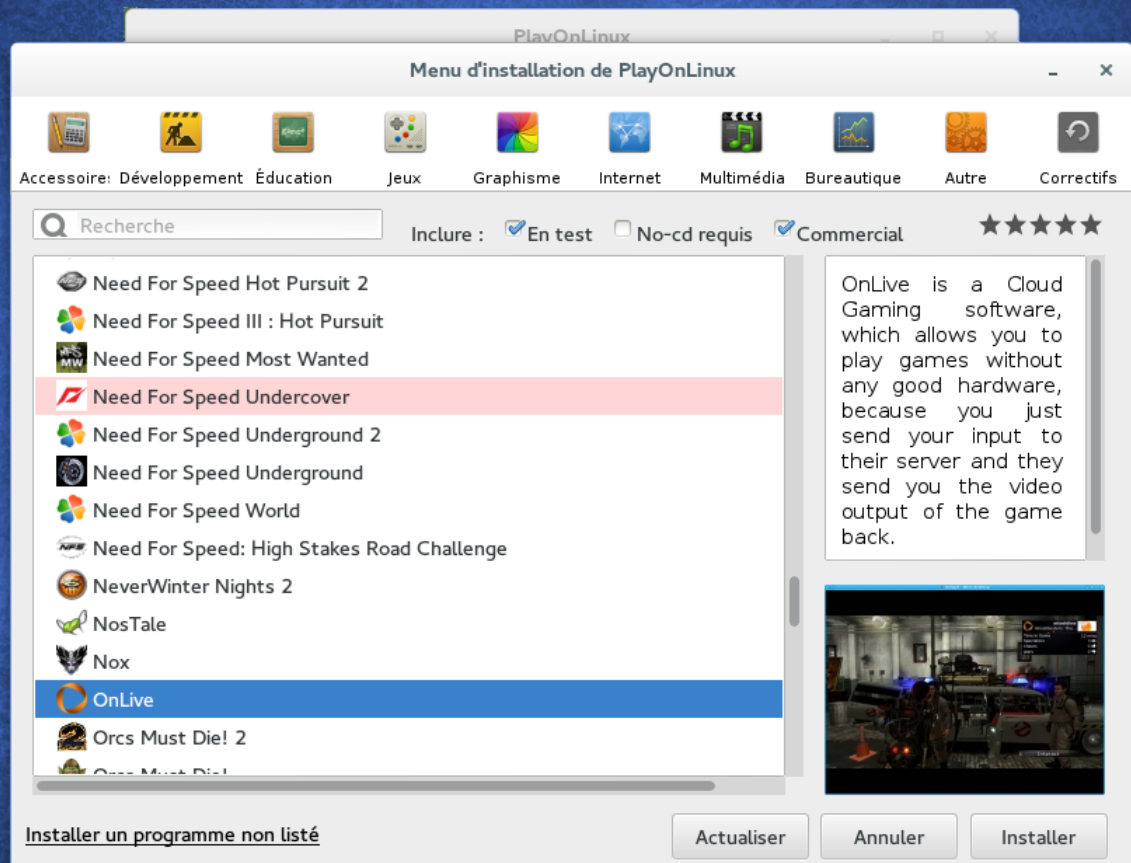 PlayOnLinux
Menu d'installation de PlayOnLinux
Accessoire
Développement
Éducation
Jeux
Graphisme
Internet
Multimédia
Bureautique
Autre
Correctifs
Recherche
Inclure :
En test
No-cd requis
Commercial
Need For Speed Hot Pursuit 2
Need For Speed III : Hot Pursuit
Need For Speed Most Wanted
Need For Speed Undercover
Need For Speed Underground 2
Need For Speed Underground
Need For Speed World
Need For Speed: High Stakes Road Challenge
NeverWinter Nights 2
NosTale
Nox
OnLive
Orcs Must Die! 2
Orcs Must Die!
OnLive is a Cloud
Gaming software,
which allows you to
play games without
any good hardware,
because you just
send your input to
their server and they
send you the video
output of the game
back.
Installer un programme non listé
Actualiser
Annuler
Installer